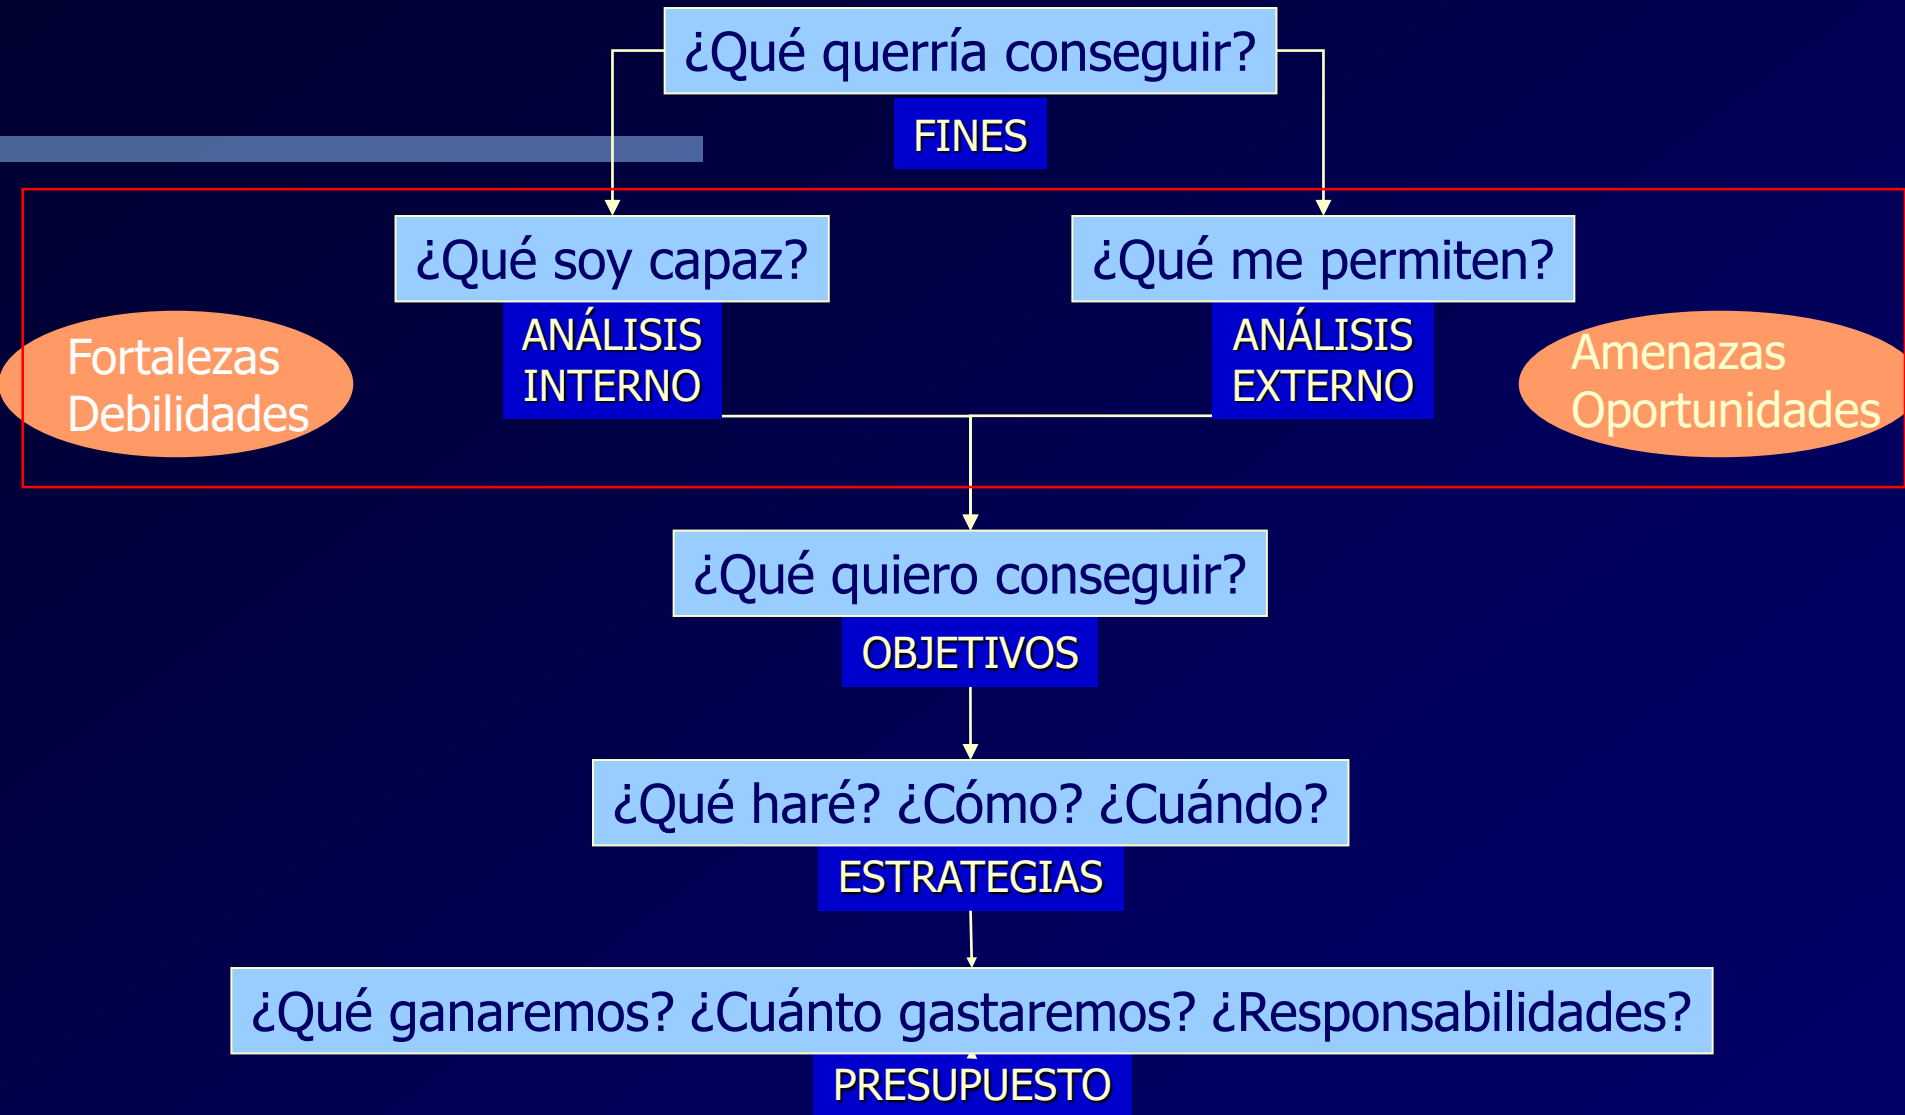 ¿Qué querría conseguir?
FINES
¿Qué soy capaz?
ANÁLISIS
INTERNO
Fortalezas
Debilidades
¿Qué me permiten?
ANÁLISIS
EXTERNO
Amenazas
Oportunidades
¿Qué quiero conseguir?
OBJETIVOS
¿Qué haré? ¿Cómo? ¿Cuándo?
ESTRATEGIAS
¿Qué ganaremos? ¿Cuánto gastaremos? ¿Responsabilidades?
PRESUPUESTO